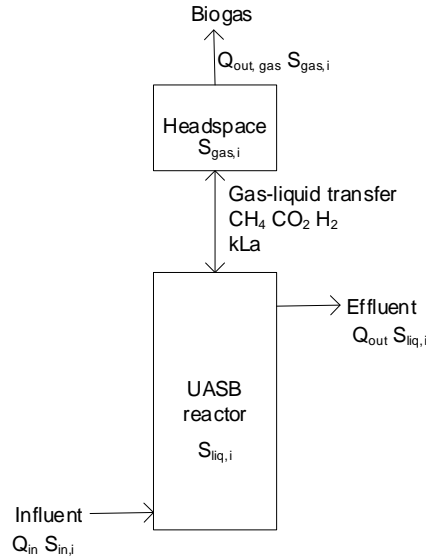 Biogas
Q_out, gas S_gas,i
Headspace
S_gas,i
Gas-liquid transfer
CH₄ CO₂ H₂
kLa
Effluent
Q_out S_liq,i
UASB
reactor
S_liq,i
Influent
Q_in S_in,i